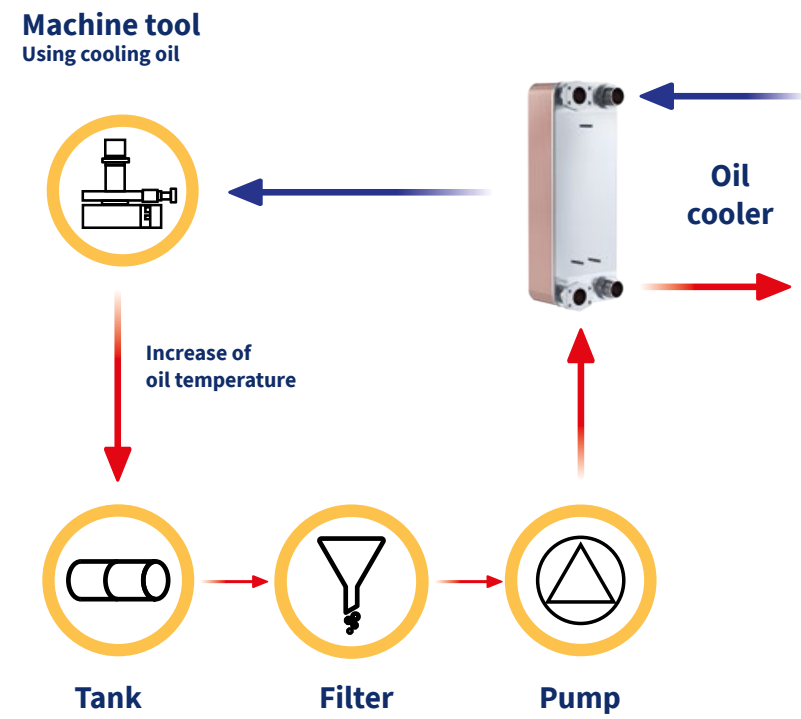 Machine tool
Using cooling oil
Oil
cooler
Increase of
oil temperature
Tank
Filter
Pump